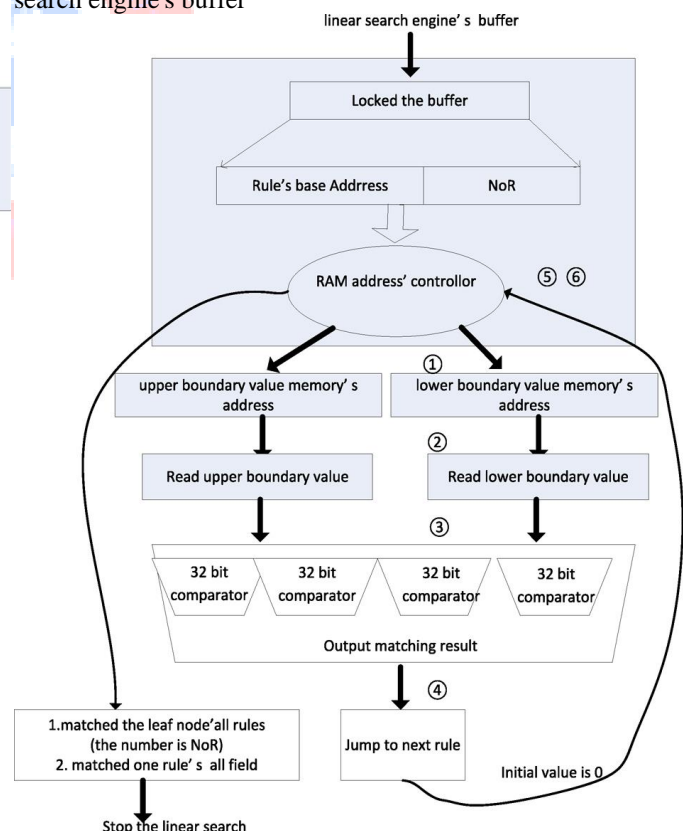 search engine's buffer
linear search engine' s buffer
Locked the buffer
Rule's base Addrress
NoR
RAM address' controllor
⑤ ⑥
①
upper boundary value memory' s
address
lower boundary value memory's
address
②
Read upper boundary value
Read lower boundary value
③
32 bit
comparator
32 bit
comparator
32 bit
comparator
32 bit
comparator
Output matching result
④
1.matched the leaf node'all rules
(the number is NoR)
2. matched one rule' s all field
Jump to next rule
Initial value is 0
Stop the linear search